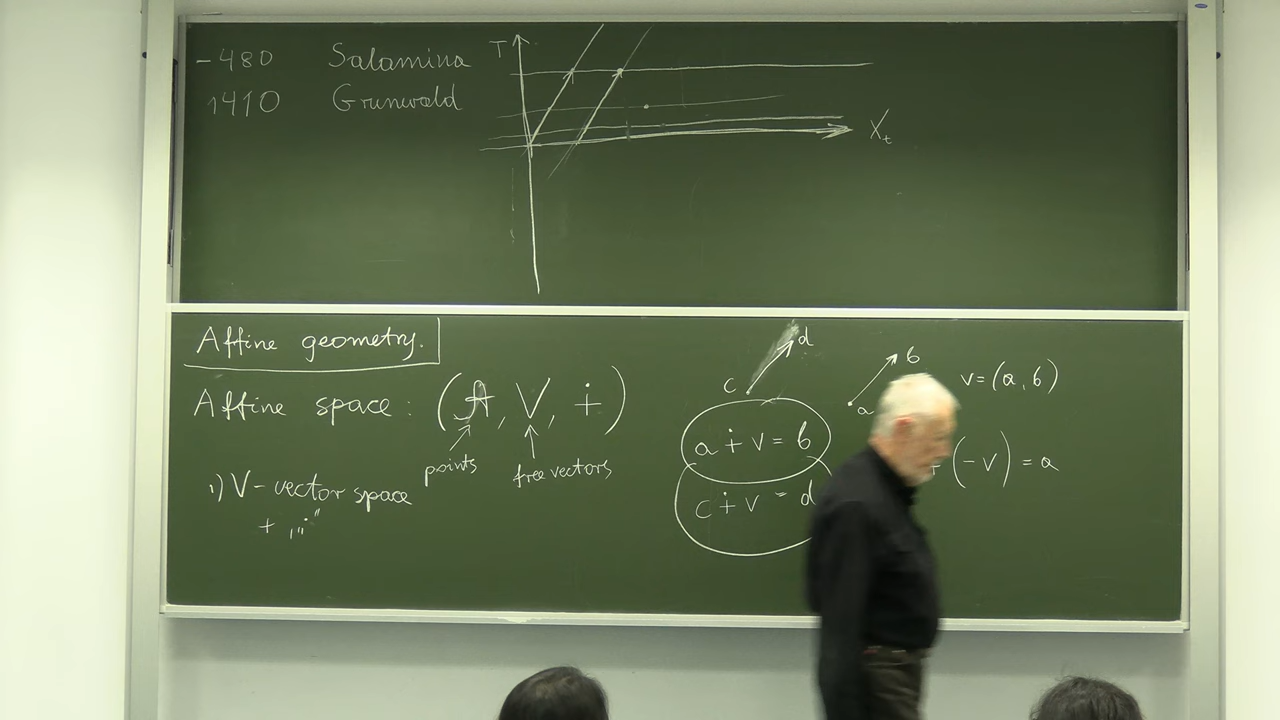 -480 Salamina
1410 Grunwald
T
X_t
Affine geometry.
Affine space: (A, V, ∔)
points
free vectors
1) V - vector space
+ „∔”
c d
a b
v = (a, b)
a ∔ v = b
c ∔ v = d
(-v) = a